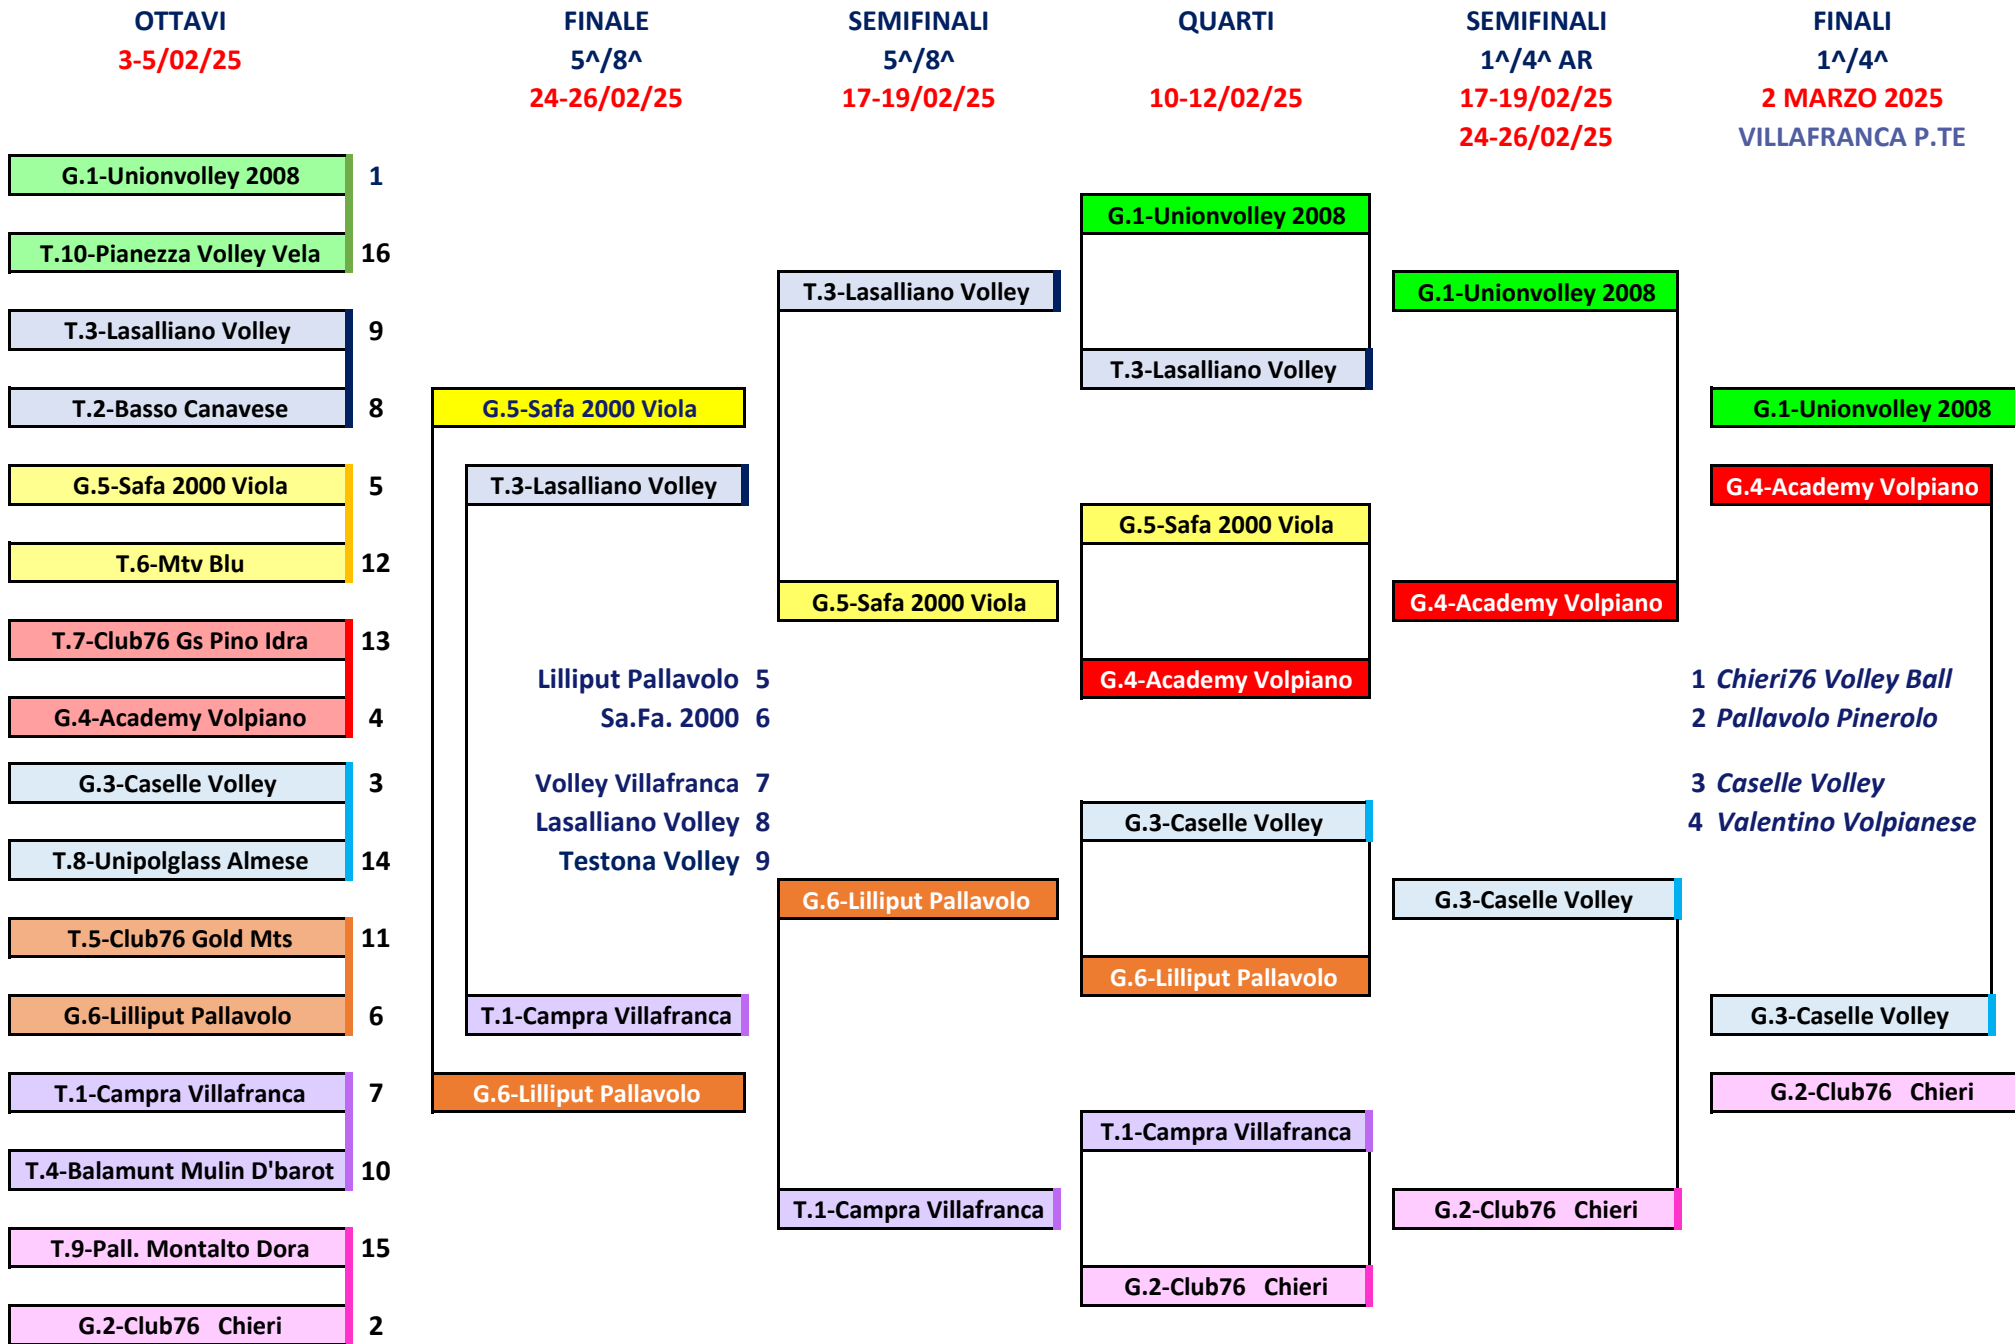 OTTAVI
3-5/02/25
FINALE
5^/8^
24-26/02/25
SEMIFINALI
5^/8^
17-19/02/25
QUARTI
10-12/02/25
SEMIFINALI
1^/4^ AR
17-19/02/25
24-26/02/25
FINALI
1^/4^
2 MARZO 2025
VILLAFRANCA P.TE
G.1-Unionvolley 2008 1
T.10-Pianezza Volley Vela 16
T.3-Lasalliano Volley 9
T.2-Basso Canavese 8
G.5-Safa 2000 Viola 5
T.6-Mtv Blu 12
T.7-Club76 Gs Pino Idra 13
G.4-Academy Volpiano 4
G.3-Caselle Volley 3
T.8-Unipolglass Almese 14
T.5-Club76 Gold Mts 11
G.6-Lilliput Pallavolo 6
T.1-Campra Villafranca 7
T.4-Balamunt Mulin D'barot 10
T.9-Pall. Montalto Dora 15
G.2-Club76 Chieri 2
G.5-Safa 2000 Viola
T.3-Lasalliano Volley
Lilliput Pallavolo 5
Sa.Fa. 2000 6
Volley Villafranca 7
Lasalliano Volley 8
Testona Volley 9
T.1-Campra Villafranca
G.6-Lilliput Pallavolo
T.3-Lasalliano Volley
G.5-Safa 2000 Viola
G.6-Lilliput Pallavolo
T.1-Campra Villafranca
G.1-Unionvolley 2008
T.3-Lasalliano Volley
G.5-Safa 2000 Viola
G.4-Academy Volpiano
G.3-Caselle Volley
G.6-Lilliput Pallavolo
T.1-Campra Villafranca
G.2-Club76 Chieri
G.1-Unionvolley 2008
G.4-Academy Volpiano
G.3-Caselle Volley
G.2-Club76 Chieri
G.1-Unionvolley 2008
G.4-Academy Volpiano
1 Chieri76 Volley Ball
2 Pallavolo Pinerolo
3 Caselle Volley
4 Valentino Volpianese
G.3-Caselle Volley
G.2-Club76 Chieri